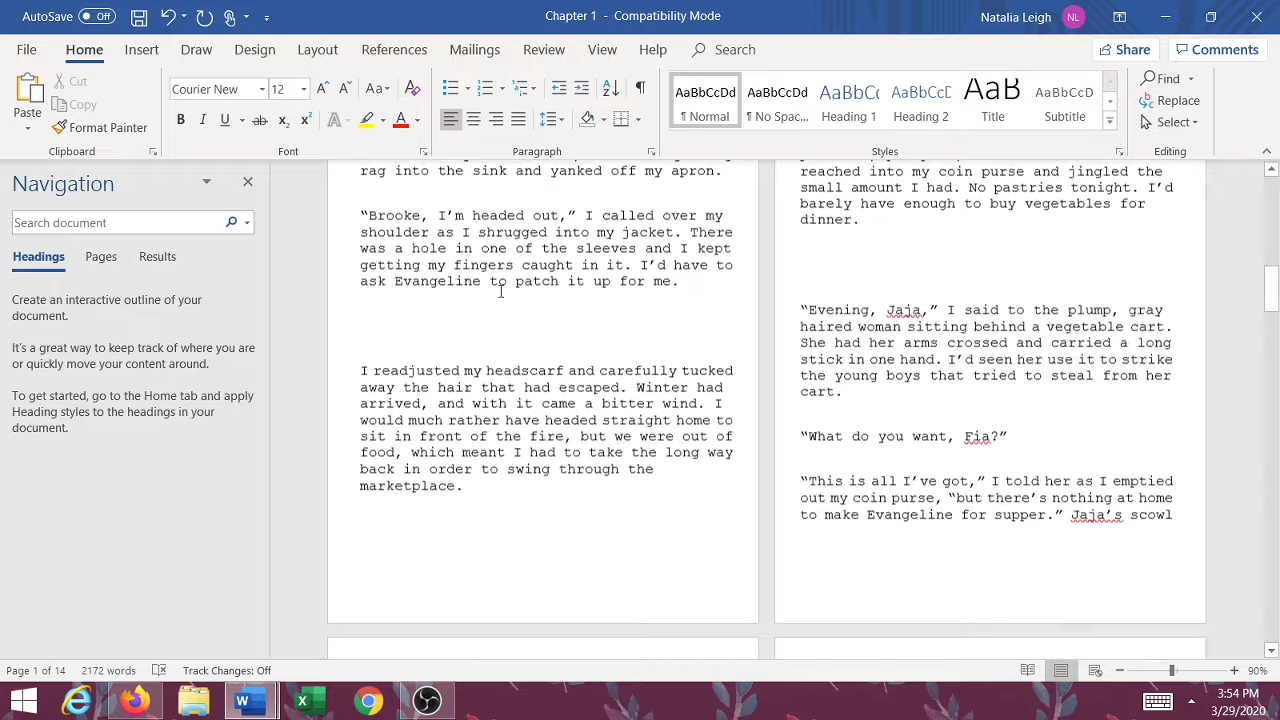 AutoSave Off
Chapter 1 - Compatibility Mode
Natalia Leigh NL
File Home Insert Draw Design Layout References Mailings Review View Help Search
Share Comments
Paste
Cut
Copy
Format Painter
Clipboard
Courier New 12 Aa
B I U ab x₂ x² A A
Font
Paragraph
AaBbCcDd AaBbCcDd AaBbCc AaBbCcD AaB AaBbCcD
¶ Normal ¶ No Spac... Heading 1 Heading 2 Title Subtitle
Styles
Find
Replace
Select
Editing
Navigation
Search document
Headings Pages Results
Create an interactive outline of your
document.
It's a great way to keep track of where you are
or quickly move your content around.
To get started, go to the Home tab and apply
Heading styles to the headings in your
document.
rag into the sink and yanked off my apron.
“Brooke, I’m headed out,” I called over my
shoulder as I shrugged into my jacket. There
was a hole in one of the sleeves and I kept
getting my fingers caught in it. I’d have to
ask Evangeline to patch it up for me.
I readjusted my headscarf and carefully tucked
away the hair that had escaped. Winter had
arrived, and with it came a bitter wind. I
would much rather have headed straight home to
sit in front of the fire, but we were out of
food, which meant I had to take the long way
back in order to swing through the
marketplace.
reached into my coin purse and jingled the
small amount I had. No pastries tonight. I’d
barely have enough to buy vegetables for
dinner.
“Evening, Jaja,” I said to the plump, gray
haired woman sitting behind a vegetable cart.
She had her arms crossed and carried a long
stick in one hand. I’d seen her use it to strike
the young boys that tried to steal from her
cart.
“What do you want, Fia?”
“This is all I’ve got,” I told her as I emptied
out my coin purse, “but there’s nothing at home
to make Evangeline for supper.” Jaja’s scowl
Page 1 of 14 2172 words Track Changes: Off
90%
3:54 PM
3/29/2020